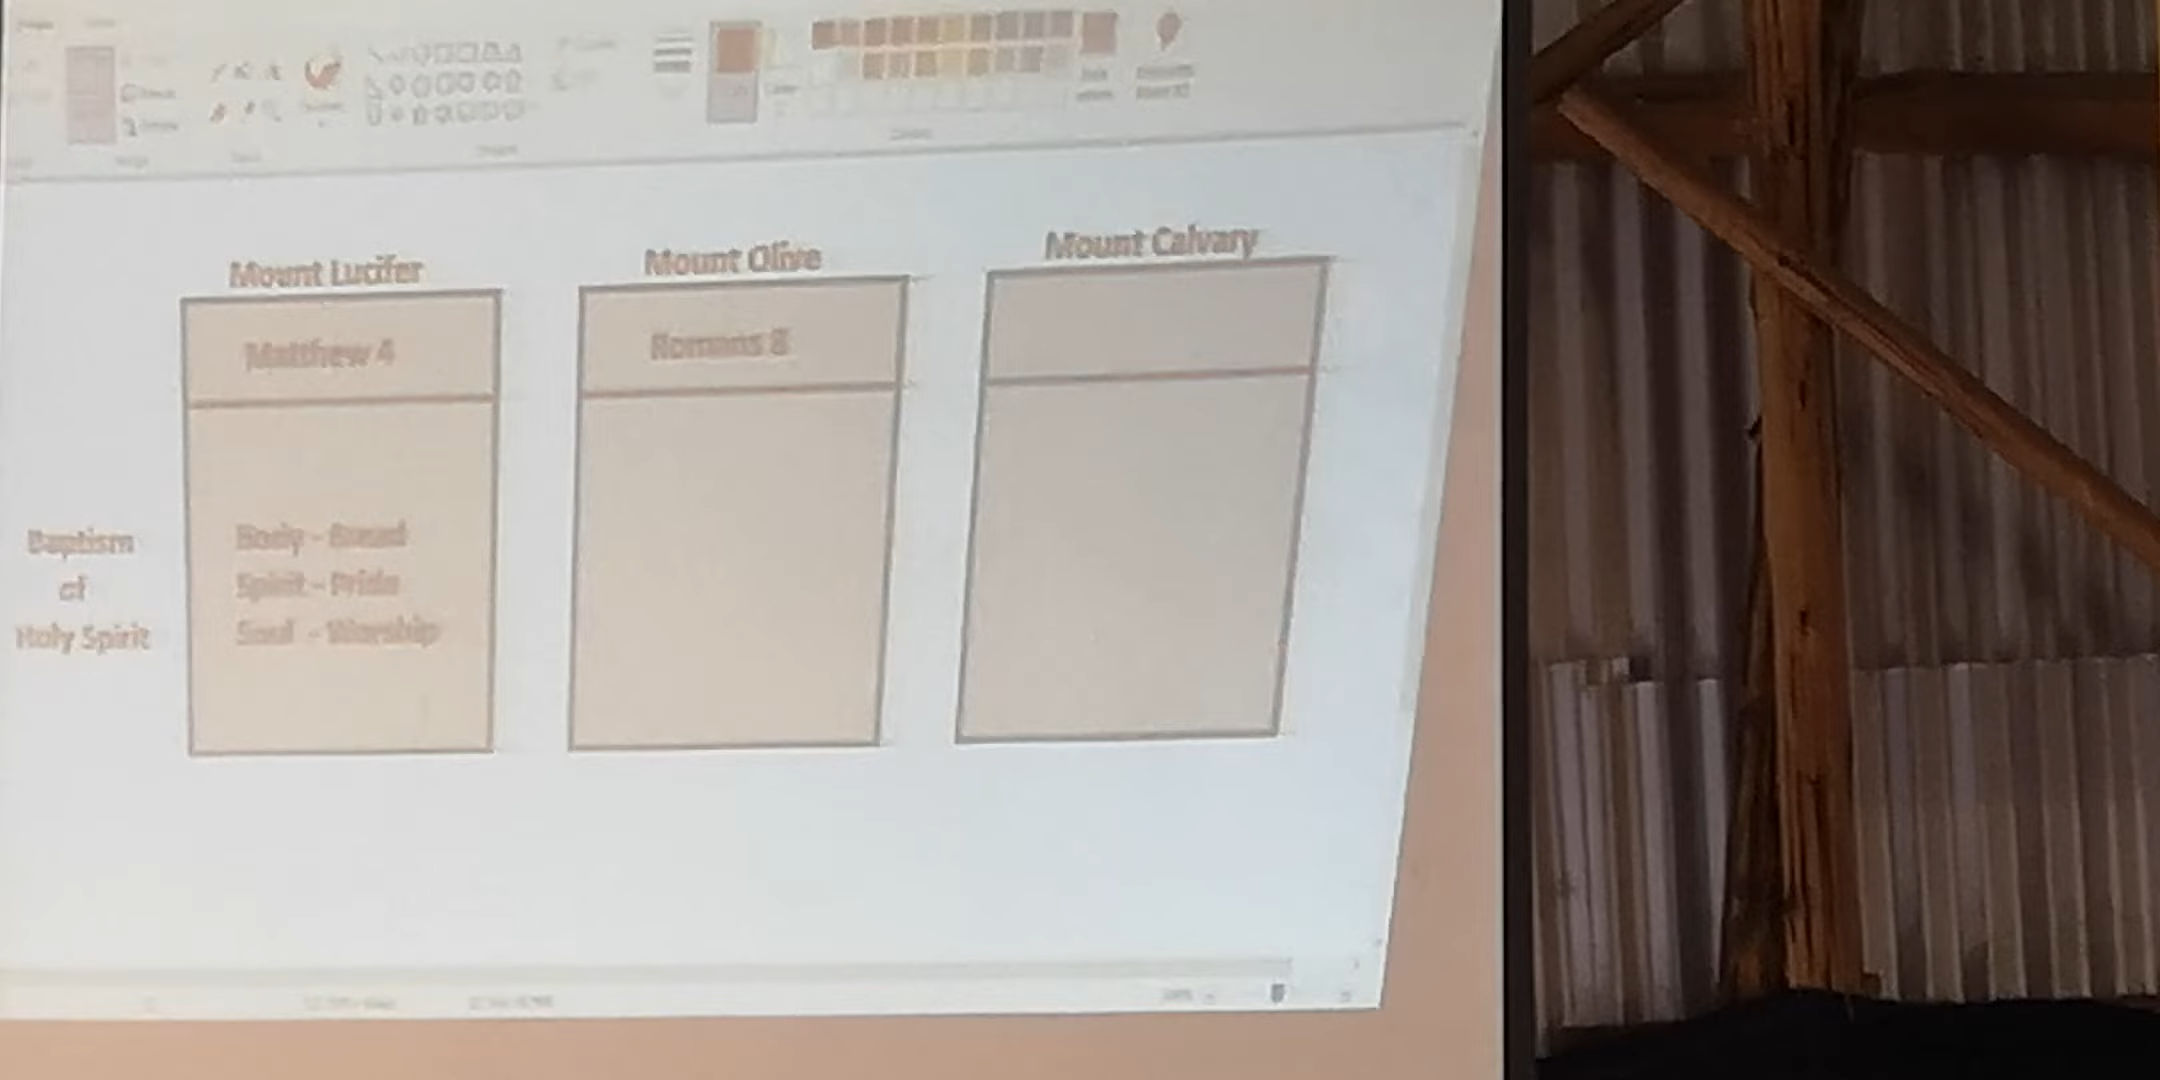 Mount Lucifer
Mount Olive
Mount Calvary
Matthew 4
Romans 8
Baptism
of
Holy Spirit
Body - Bread
Spirit - Pride
Soul - Worship